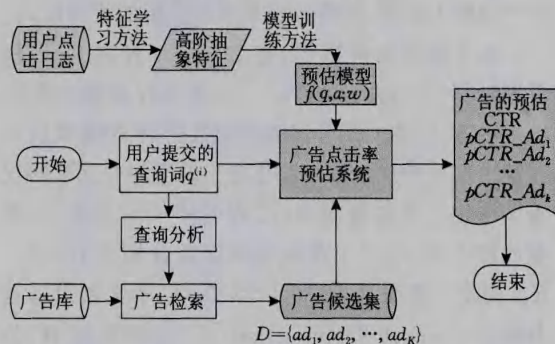 用户点
击日志
特征学
习方法
高阶抽
象特征
模型训
练方法
预估模型
f(q,a;w)
开始
用户提交的
查询词q⁽ⁱ⁾
广告点击率
预估系统
广告的预估
CTR
pCTR_Ad₁
pCTR_Ad₂
…
pCTR_Adₖ
查询分析
结束
广告库
广告检索
广告候选集
D={ad₁, ad₂, …, ad_K}